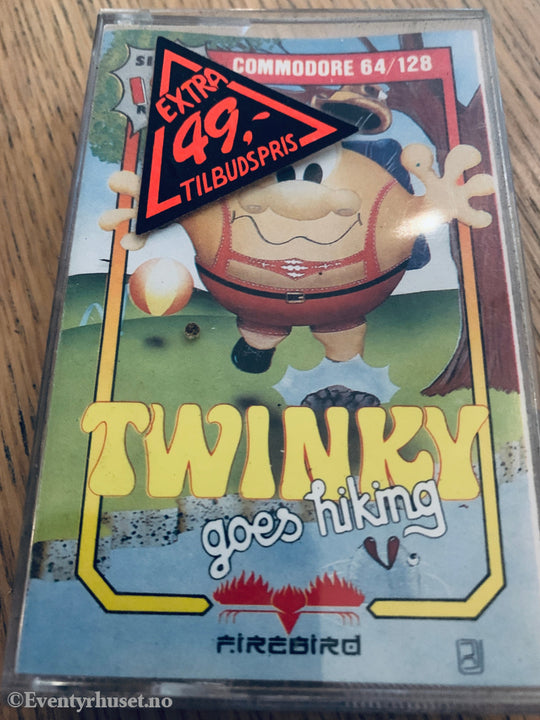 COMMODORE 64/128
EXTRA
49,-
TILBUDSPRIS
TWINKY
goes hiking
FIREBIRD
©Eventyrhuset.no